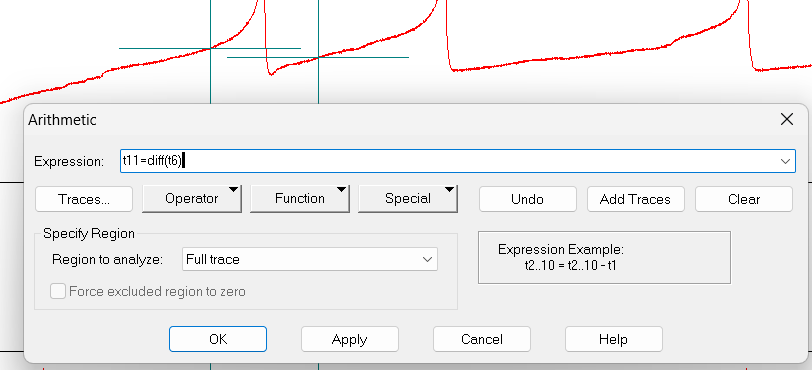 Arithmetic
Expression: t11=diff(t6)
Traces... Operator Function Special Undo Add Traces Clear
Specify Region
Region to analyze: Full trace
Force excluded region to zero
Expression Example:
t2..10 = t2..10 - t1
OK Apply Cancel Help